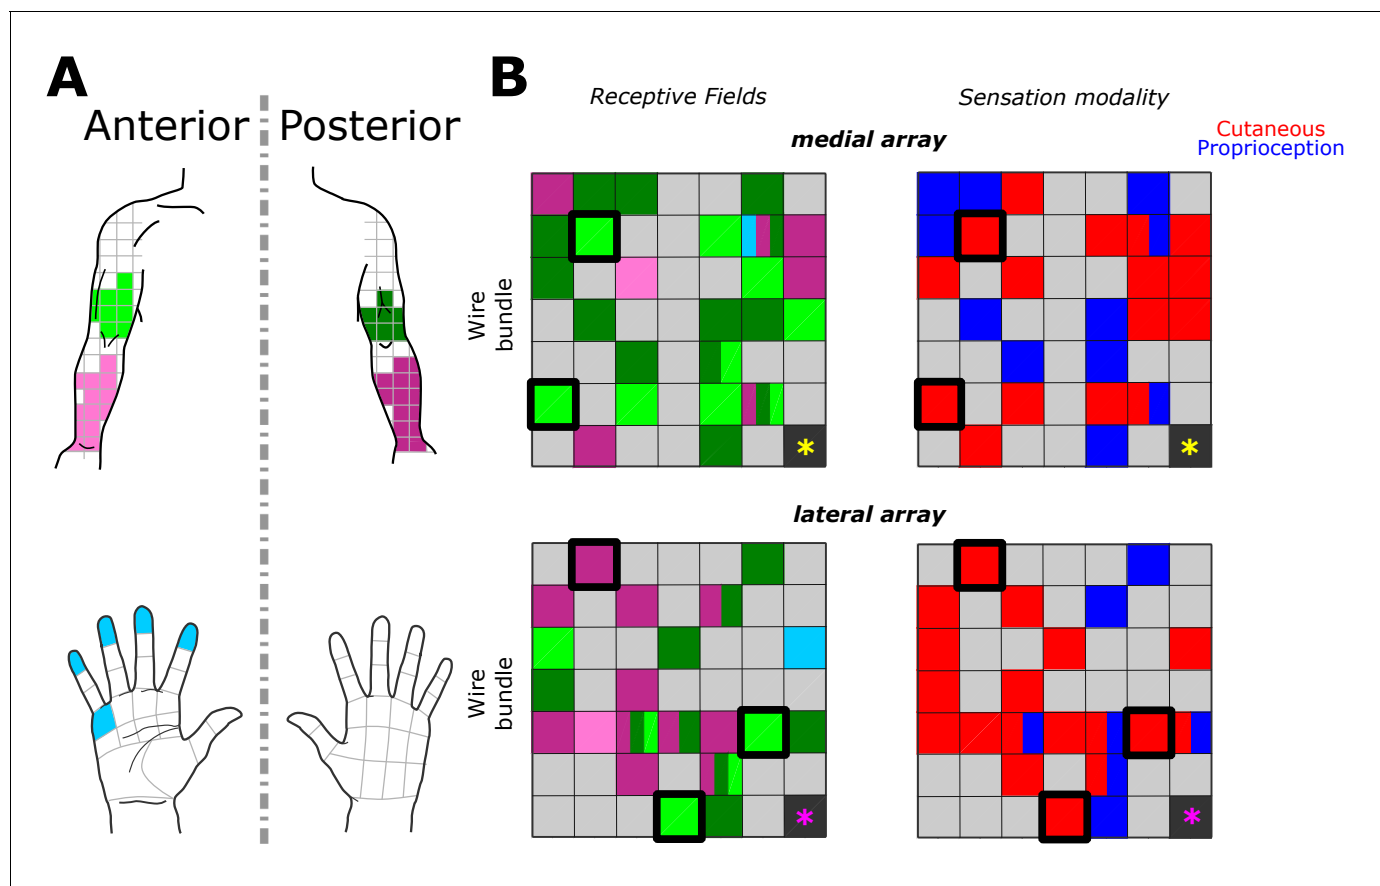 A
Anterior
Posterior
B
Receptive Fields
Sensation modality
medial array
Cutaneous
Proprioception
Wire
bundle
*
*
lateral array
Wire
bundle
*
*